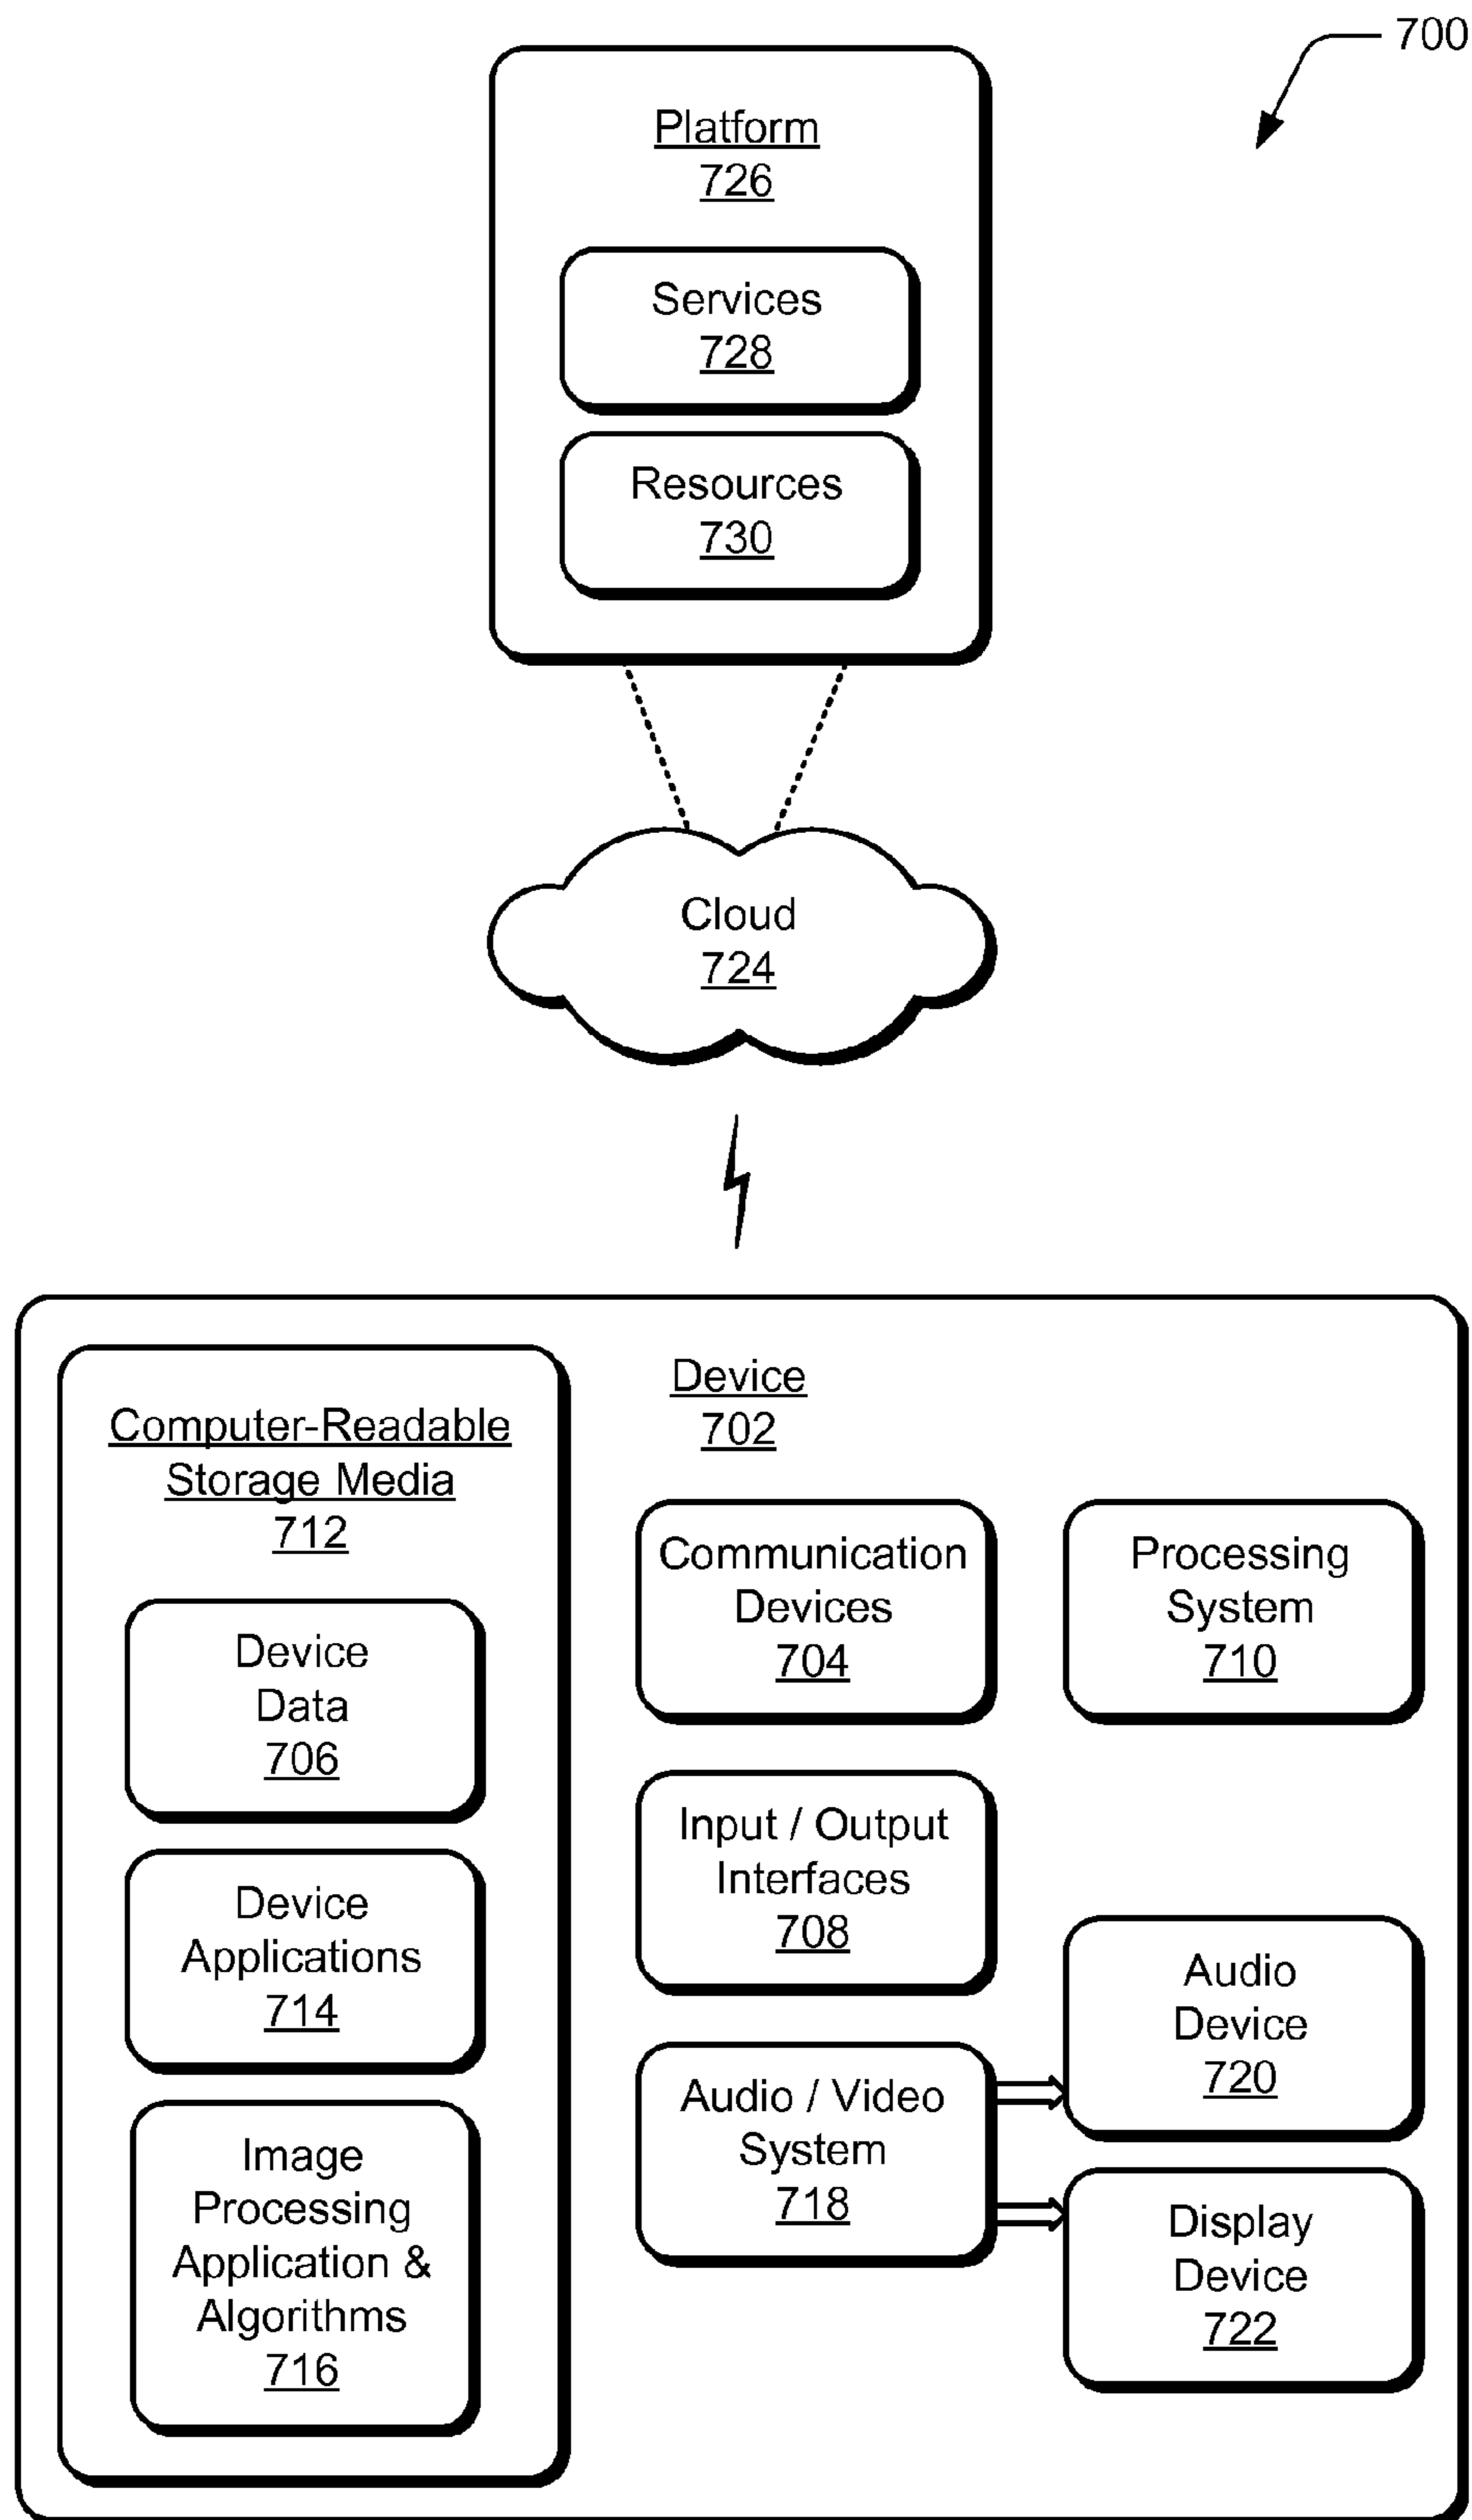 700
Platform
726
Services
728
Resources
730
Cloud
724
Device
702
Computer-Readable
Storage Media
712
Device
Data
706
Device
Applications
714
Image
Processing
Application &
Algorithms
716
Communication
Devices
704
Processing
System
710
Input / Output
Interfaces
708
Audio / Video
System
718
Audio
Device
720
Display
Device
722